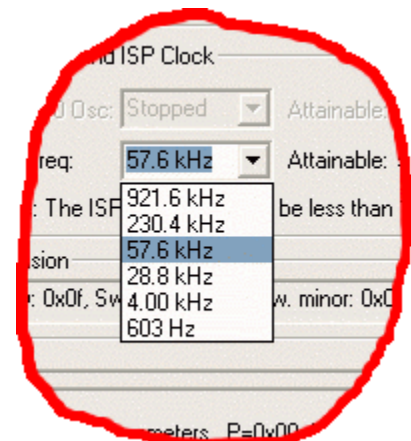 nd ISP Clock
Osc: Stopped Attainable:
req: 57.6 kHz Attainable:
: The ISP be less than
921.6 kHz
230.4 kHz
57.6 kHz
28.8 kHz
4.00 kHz
603 Hz
sion
: 0x0f, Sw w. minor: 0x0
meters P=0x00